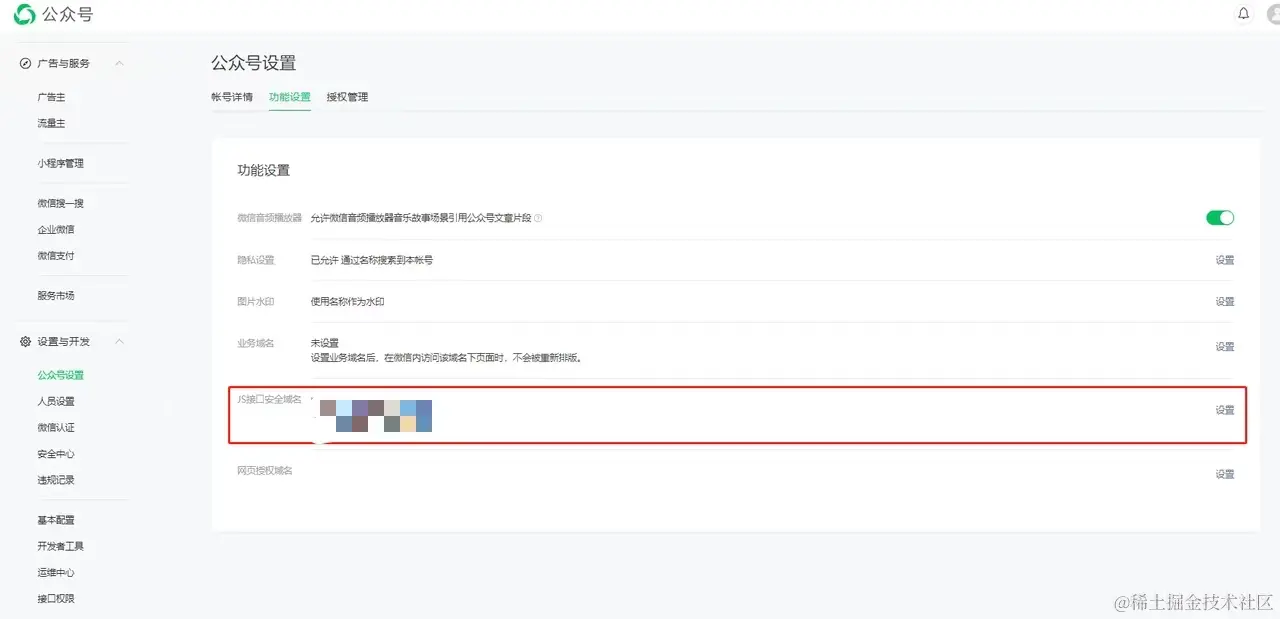 公众号
广告与服务
广告主
流量主
小程序管理
微信搜一搜
企业微信
微信支付
服务市场
设置与开发
公众号设置
人员设置
微信认证
安全中心
违规记录
基本配置
开发者工具
运维中心
接口权限
公众号设置
帐号详情 功能设置 授权管理
功能设置
微信音频播放器 允许微信音频播放器音乐故事场景引用公众号文章片段
隐私设置 已允许 通过名称搜索到本帐号 设置
图片水印 使用名称作为水印 设置
业务域名 未设置 设置
设置业务域名后，在微信内访问该域名下页面时，不会被重新排版。
JS接口安全域名 设置
网页授权域名 设置
@稀土掘金技术社区